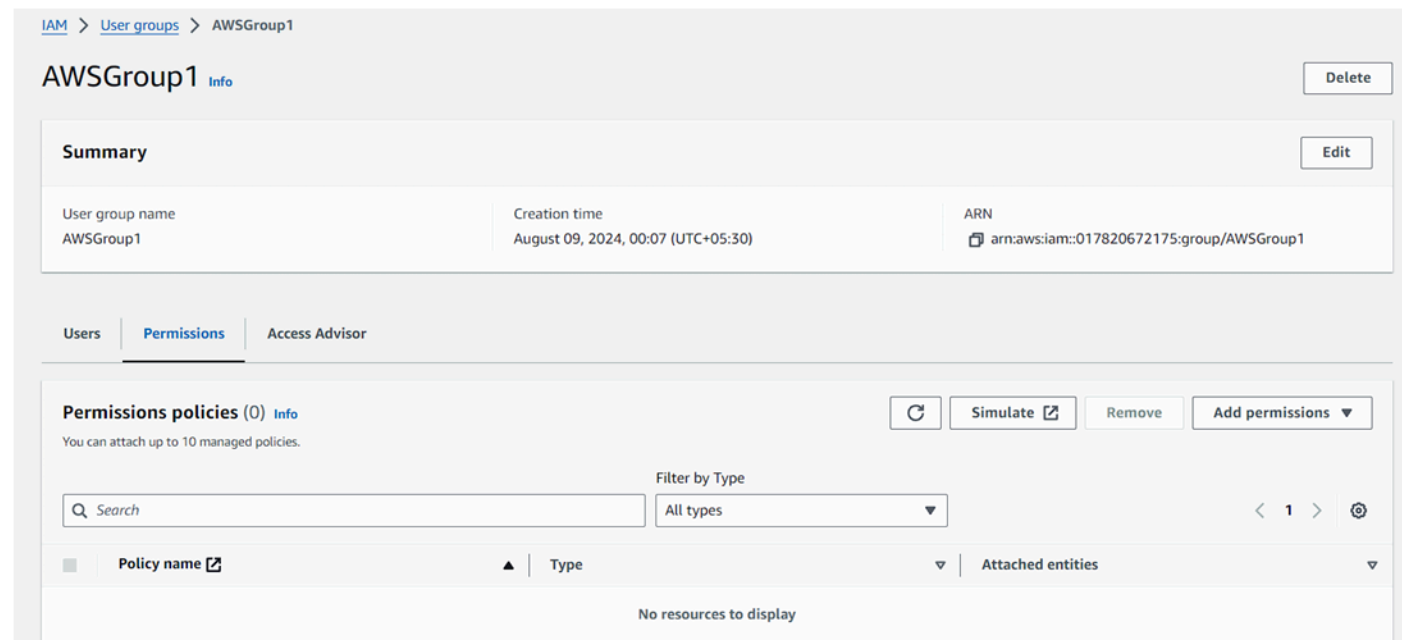 IAM > User groups > AWSGroup1
AWSGroup1 Info
Delete
Summary
Edit
User group name
AWSGroup1
Creation time
August 09, 2024, 00:07 (UTC+05:30)
ARN
arn:aws:iam::017820672175:group/AWSGroup1
Users
Permissions
Access Advisor
Permissions policies (0) Info
You can attach up to 10 managed policies.
Simulate
Remove
Add permissions
Filter by Type
Search
All types
< 1 >
Policy name
Type
Attached entities
No resources to display